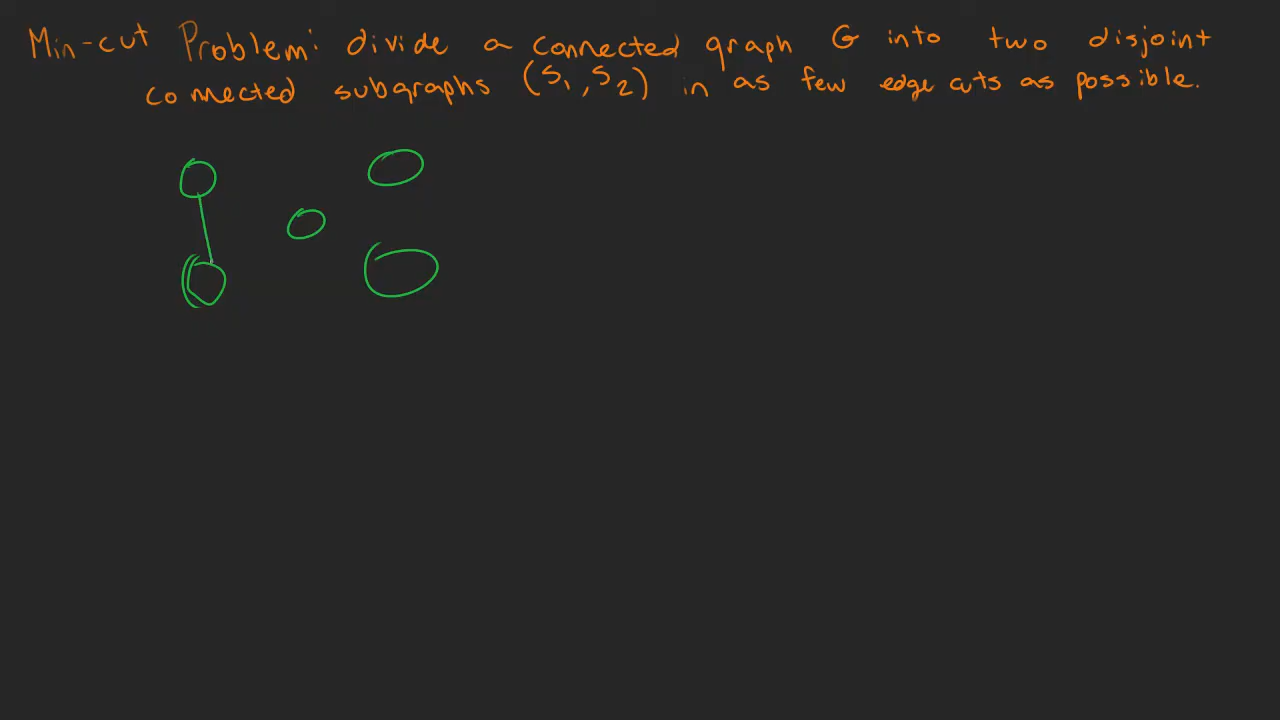 Min-cut Problem: divide a connected graph G into two disjoint
connected subgraphs (S₁, S₂) in as few edge cuts as possible.